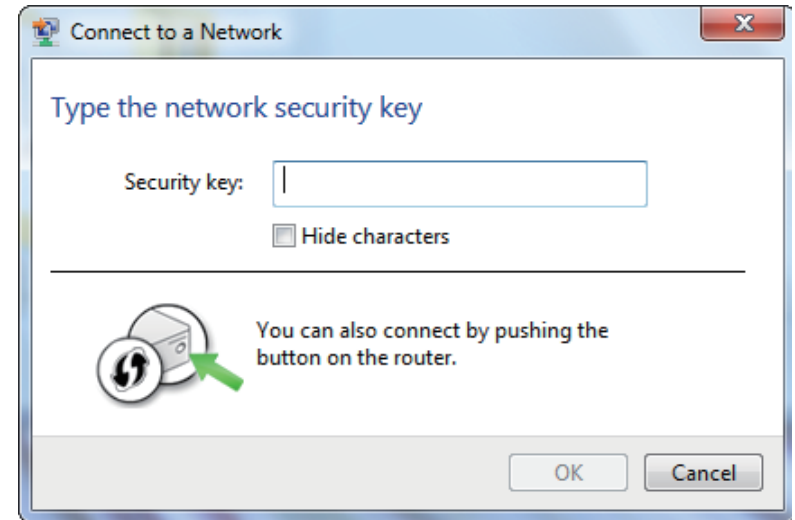 Connect to a Network
Type the network security key
Security key:
Hide characters
You can also connect by pushing the
button on the router.
OK Cancel